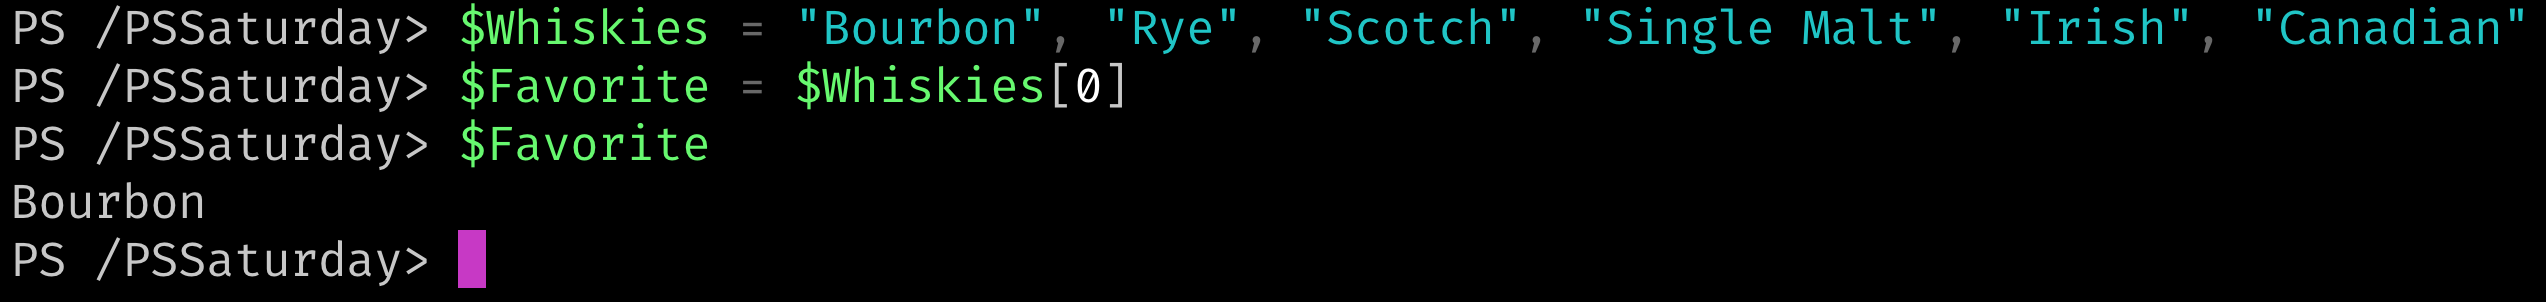 PS /PSSaturday> $Whiskies = "Bourbon", "Rye", "Scotch", "Single Malt", "Irish", "Canadian"
PS /PSSaturday> $Favorite = $Whiskies[0]
PS /PSSaturday> $Favorite
Bourbon
PS /PSSaturday>